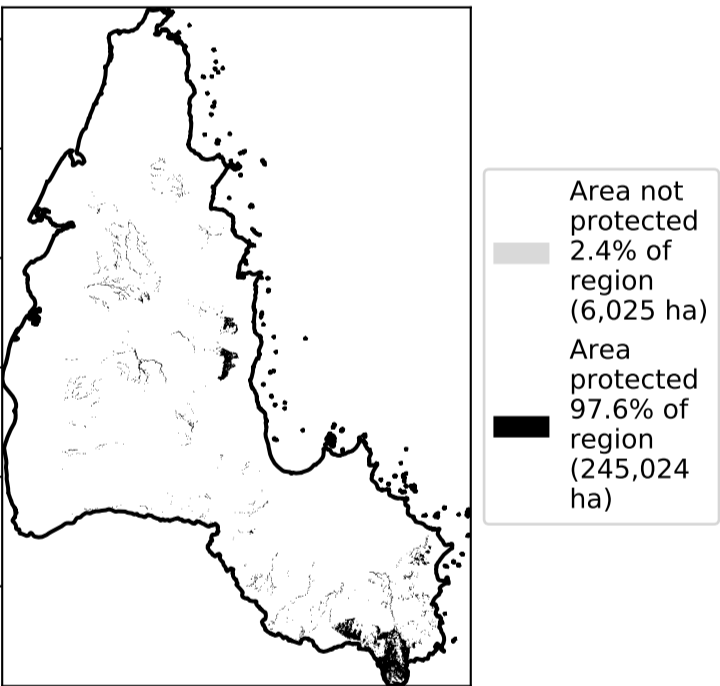 Area not
protected
2.4% of
region
(6,025 ha)
Area
protected
97.6% of
region
(245,024
ha)